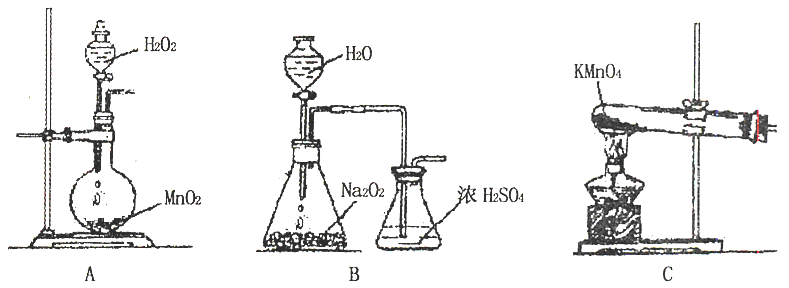 H2O2
MnO2
A
H2O
Na2O2
浓 H2SO4
B
KMnO4
C